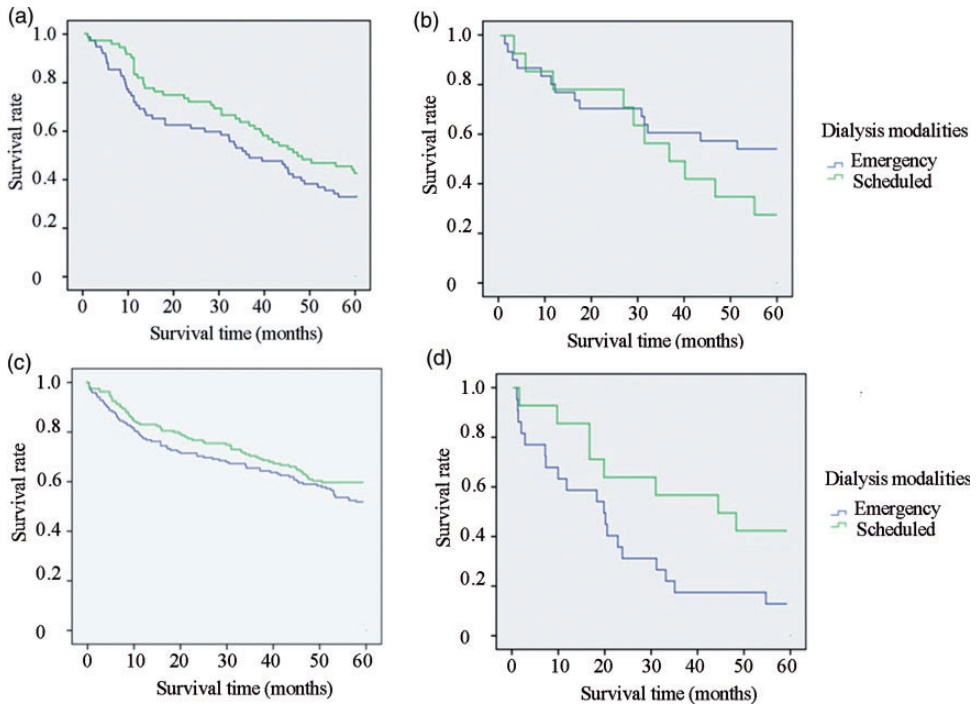 (a)
1.0
0.8
0.6
0.4
0.2
0
Survival rate
0 10 20 30 40 50 60
Survival time (months)
(b)
1.0
0.8
0.6
0.4
0.2
0
Survival rate
0 10 20 30 40 50 60
Survival time (months)
Dialysis modalities
Emergency
Scheduled
(c)
1.0
0.8
0.6
0.4
0.2
0
Survival rate
0 10 20 30 40 50 60
Survival time (months)
(d)
1.0
0.8
0.6
0.4
0.2
0
Survival rate
0 10 20 30 40 50 60
Survival time (months)
Dialysis modalities
Emergency
Scheduled